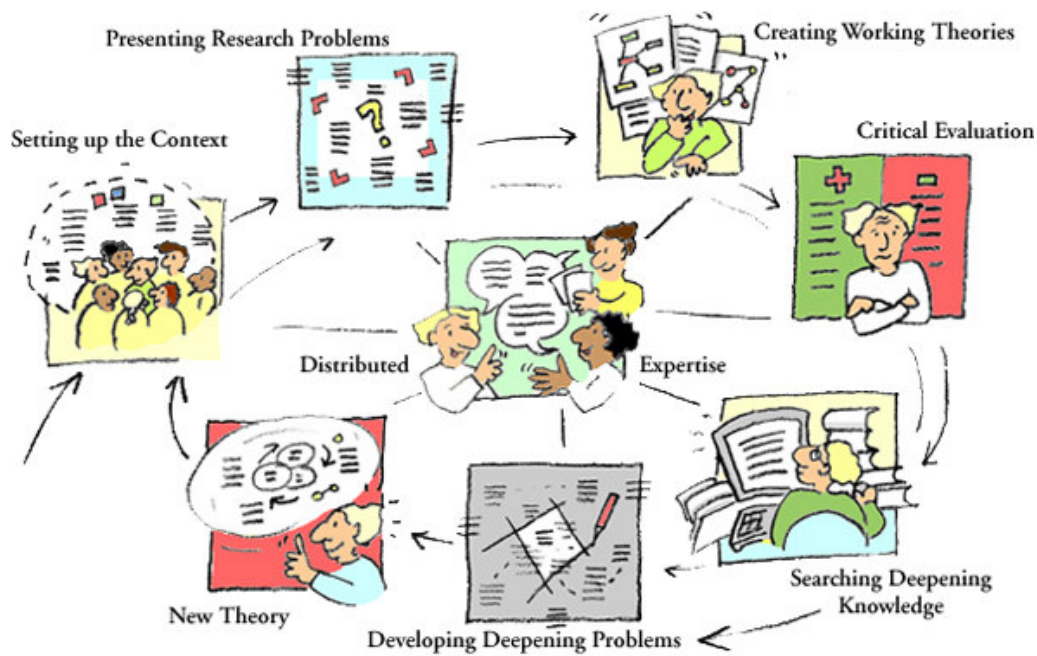 Presenting Research Problems
Creating Working Theories
Setting up the Context
Critical Evaluation
Distributed
Expertise
Searching Deepening
Knowledge
New Theory
Developing Deepening Problems